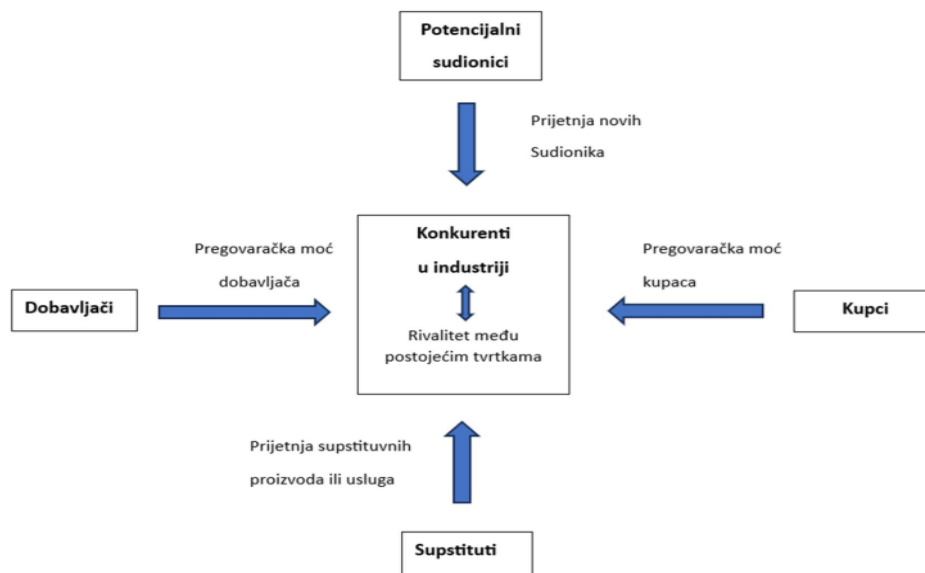 Potencijalni
sudionici
Prijetnja novih
Sudionika
Konkurenti
u industriji
Rivalitet među
postojećim tvrtkama
Pregovaračka moć
dobavljača
Dobavljači
Pregovaračka moć
kupaca
Kupci
Prijetnja supstituvnih
proizvoda ili usluga
Supstituti